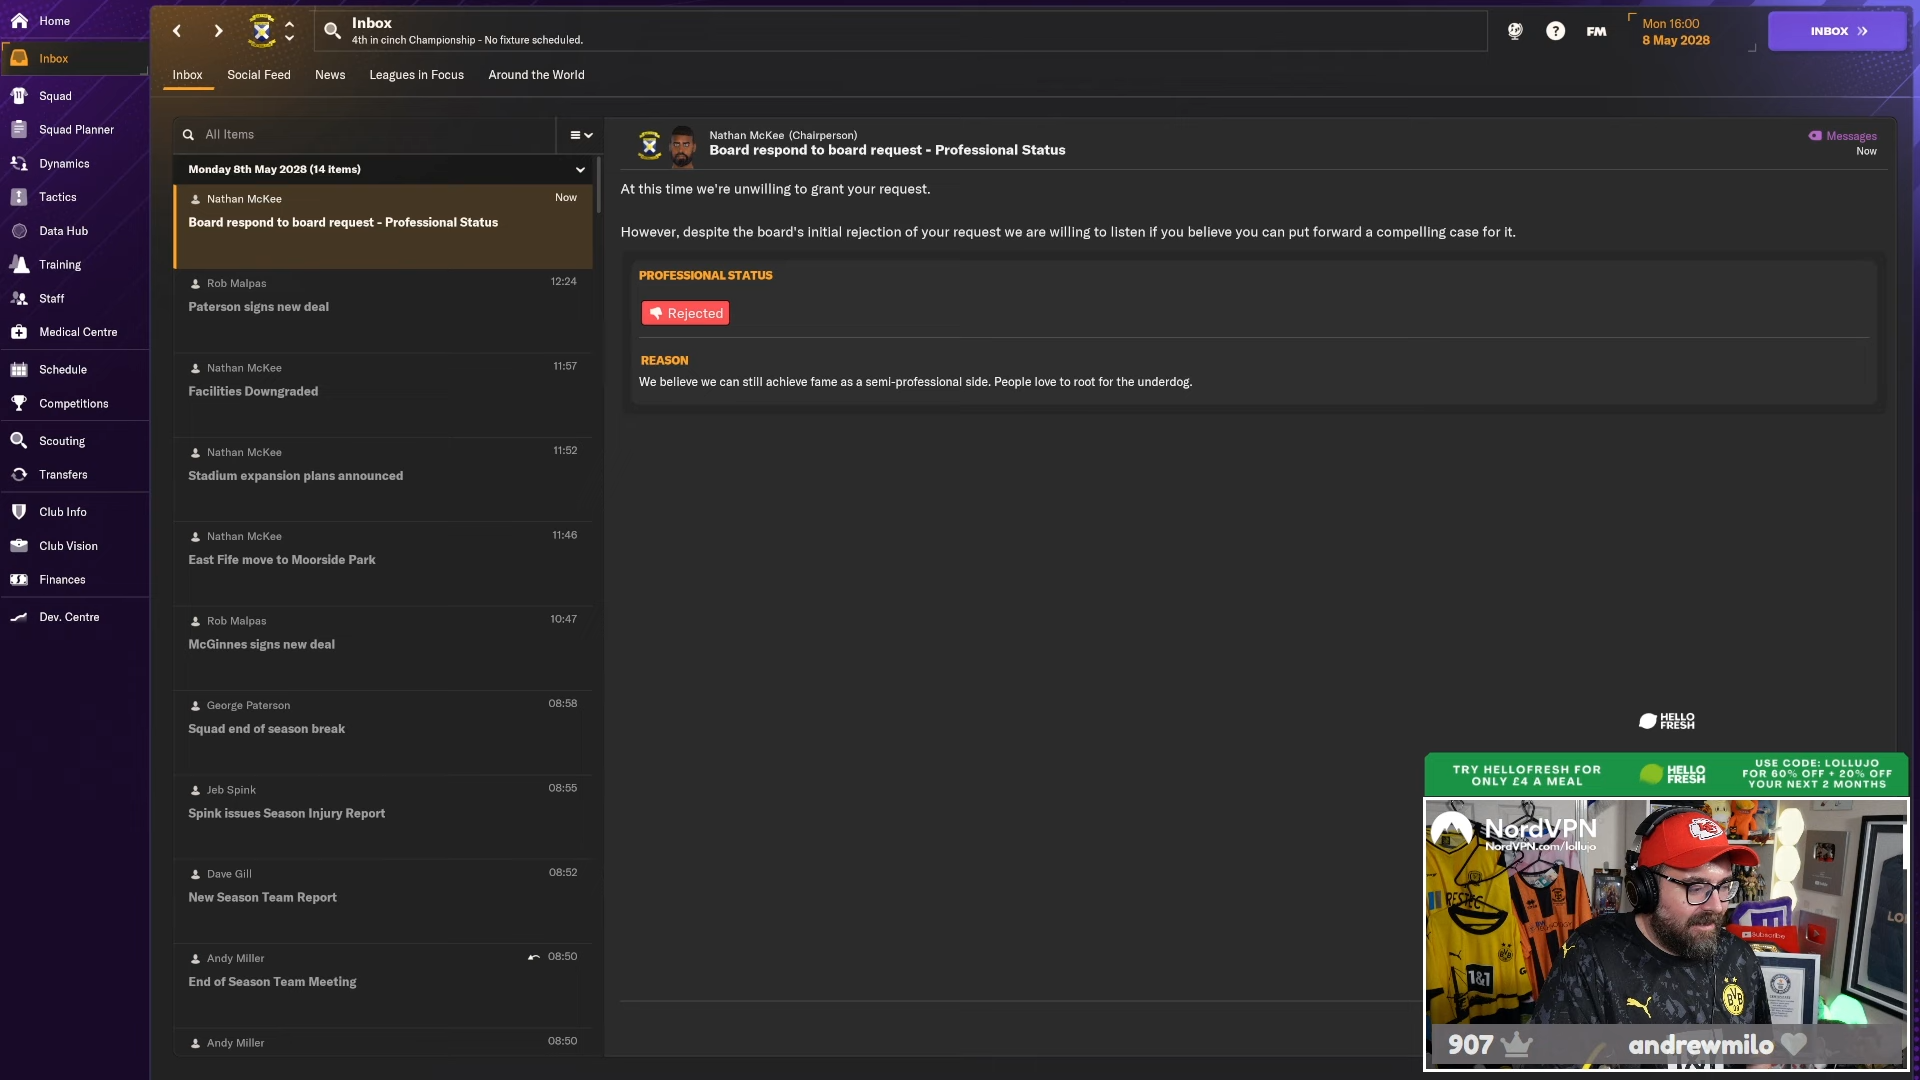 Home
Inbox
Squad
Squad Planner
Dynamics
Tactics
Data Hub
Training
Staff
Medical Centre
Schedule
Competitions
Scouting
Transfers
Club Info
Club Vision
Finances
Dev. Centre
Inbox
4th in cinch Championship - No fixture scheduled.
?
FM
Mon 16:00
8 May 2028
INBOX
Inbox Social Feed News Leagues in Focus Around the World
All Items
Monday 8th May 2028 (14 items)
Nathan McKee Now
Board respond to board request - Professional Status
Rob Malpas 12:24
Paterson signs new deal
Nathan McKee 11:57
Facilities Downgraded
Nathan McKee 11:52
Stadium expansion plans announced
Nathan McKee 11:46
East Fife move to Moorside Park
Rob Malpas 10:47
McGinnes signs new deal
George Paterson 08:58
Squad end of season break
Jeb Spink 08:55
Spink issues Season Injury Report
Dave Gill 08:52
New Season Team Report
Andy Miller 08:50
End of Season Team Meeting
Andy Miller 08:50
Nathan McKee (Chairperson)
Board respond to board request - Professional Status
Messages
Now
At this time we're unwilling to grant your request.
However, despite the board's initial rejection of your request we are willing to listen if you believe you can put forward a compelling case for it.
PROFESSIONAL STATUS
Rejected
REASON
We believe we can still achieve fame as a semi-professional side. People love to root for the underdog.
HELLO
FRESH
TRY HELLOFRESH FOR
ONLY £4 A MEAL
HELLO
FRESH
USE CODE: LOLLUJO
FOR 60% OFF + 20% OFF
YOUR NEXT 2 MONTHS
NordVPN
NordVPN.com/lollujo
Subscribe
1&1
BVB
09
907
andrewmilo